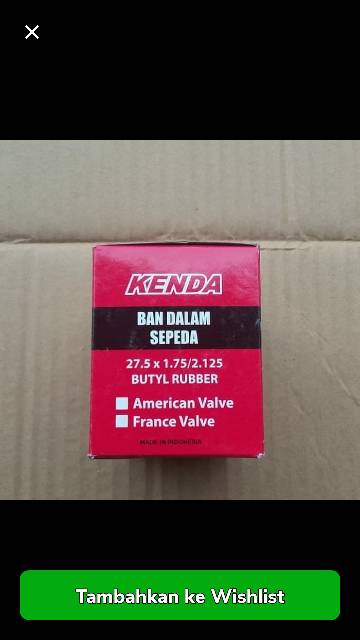 KENDA
BAN DALAM
SEPEDA
27.5 x 1.75/2.125
BUTYL RUBBER
American Valve
France Valve
MADE IN INDONESIA
Tambahkan ke Wishlist